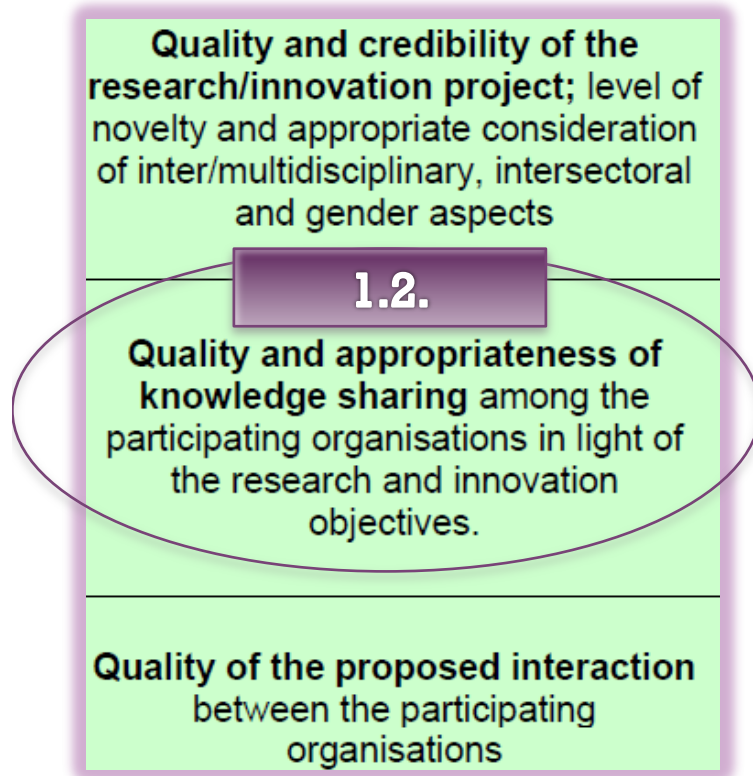 Quality and credibility of the
research/innovation project; level of
novelty and appropriate consideration
of inter/multidisciplinary, intersectoral
and gender aspects
1.2.
Quality and appropriateness of
knowledge sharing among the
participating organisations in light of
the research and innovation
objectives.
Quality of the proposed interaction
between the participating
organisations